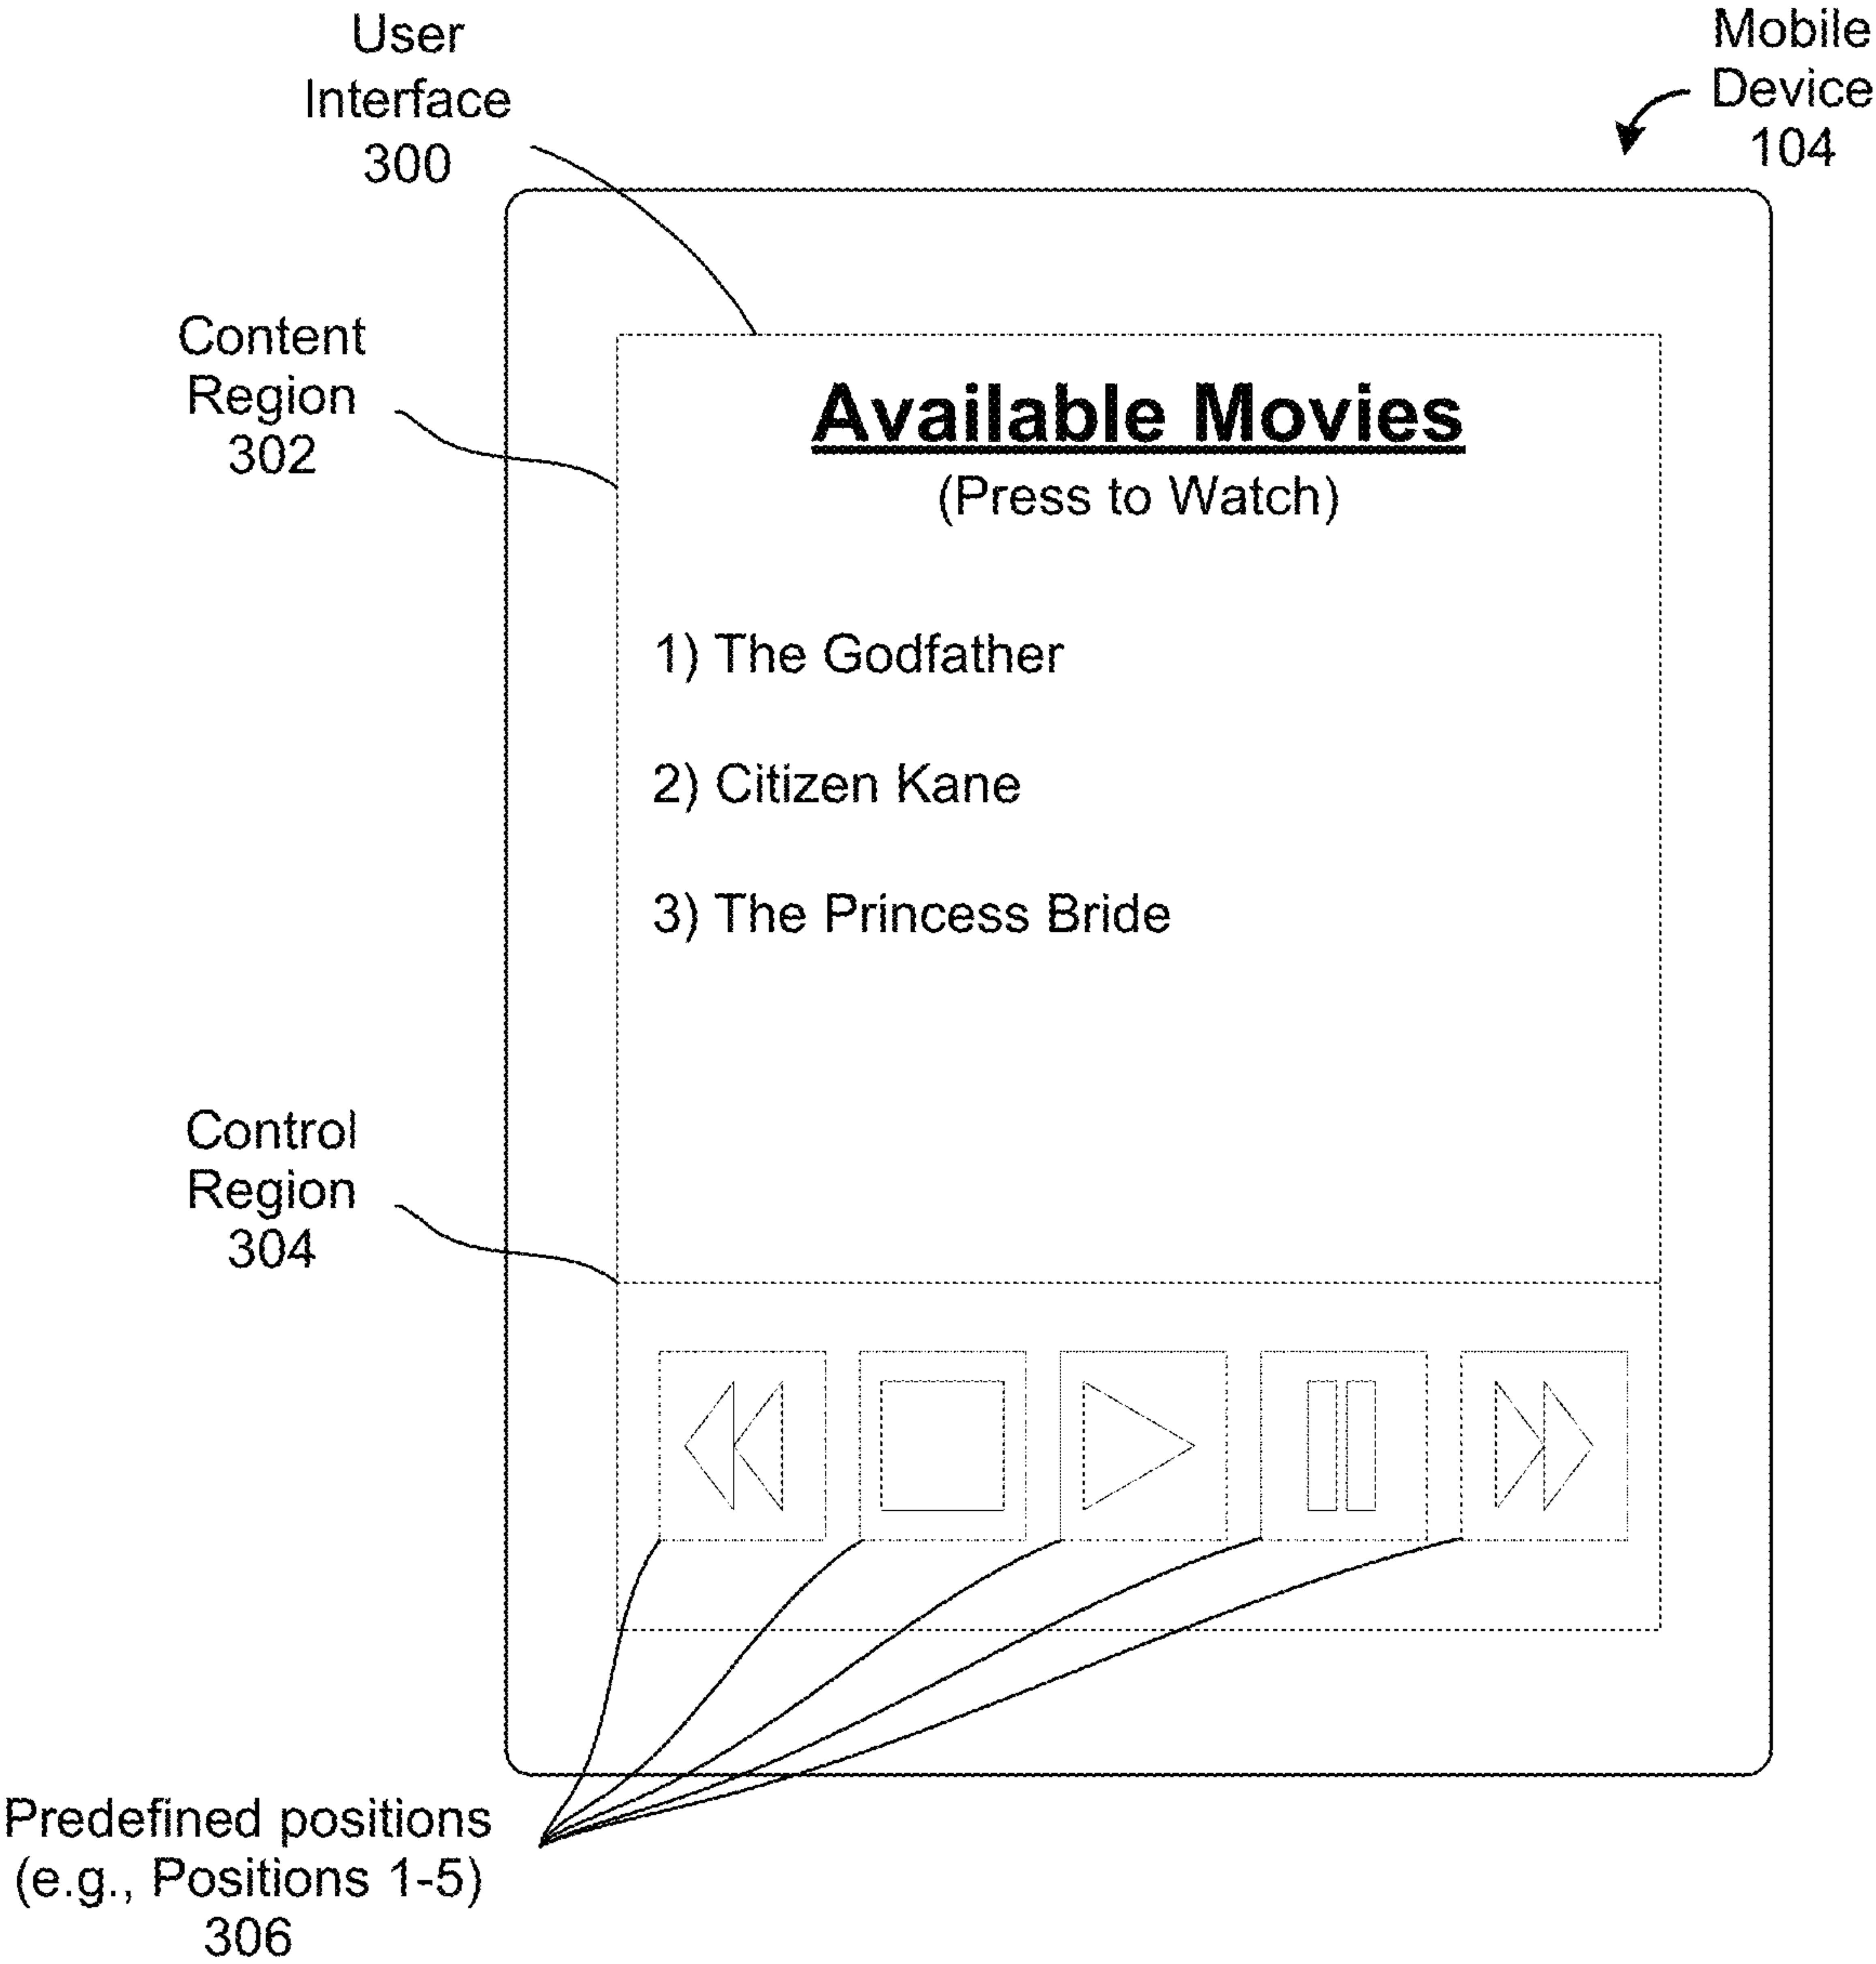 User
Interface
300
Mobile
Device
104
Content
Region
302
Available Movies
(Press to Watch)
1) The Godfather
2) Citizen Kane
3) The Princess Bride
Control
Region
304
Predefined positions
(e.g., Positions 1-5)
306